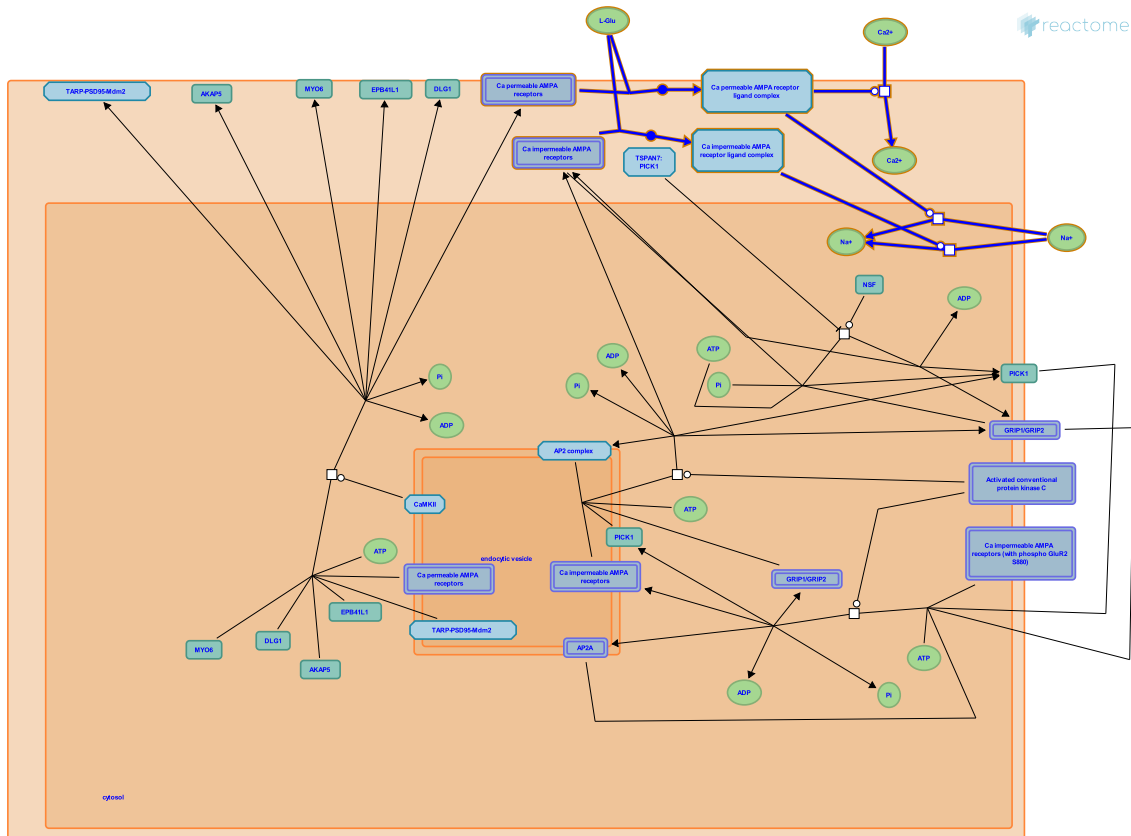 L-Glu
Ca2+
reactome
TARP-PSD95-Mdm2
AKAP5
MYO6
EPB41L1
DLG1
Ca permeable AMPA
receptors
Ca permeable AMPA receptor
ligand complex
Ca impermeable AMPA
receptors
TSPAN7:
PICK1
Ca impermeable AMPA
receptor ligand complex
Ca2+
Na+
Na+
NSF
ADP
ATP
ADP
Pi
Pi
Pi
PICK1
ADP
GRIP1/GRIP2
AP2 complex
Activated conventional
protein kinase C
CaMKII
ATP
PICK1
endocytic vesicle
ATP
Ca permeable AMPA
receptors
Ca impermeable AMPA
receptors
GRIP1/GRIP2
Ca impermeable AMPA
receptors (with phospho GluR2
S880)
EPB41L1
TARP-PSD95-Mdm2
DLG1
MYO6
AKAP5
AP2A
ATP
ADP
Pi
cytosol